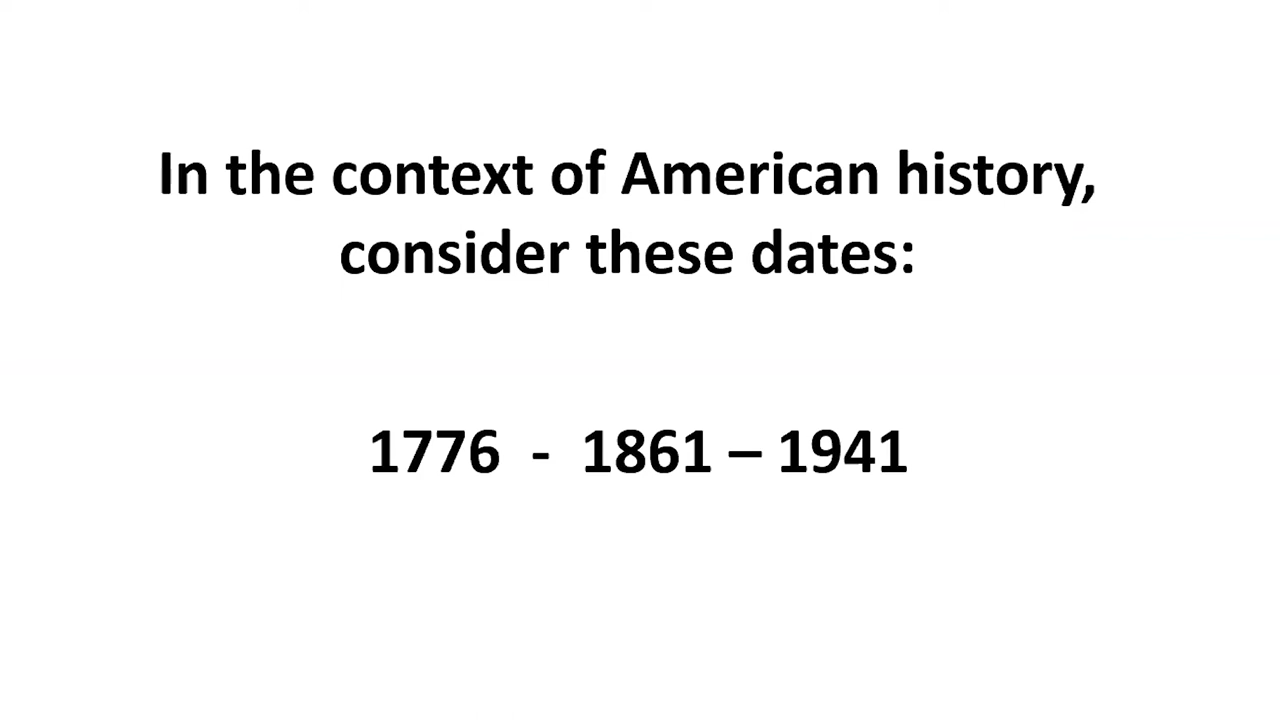 In the context of American history,
consider these dates:
1776 - 1861 – 1941